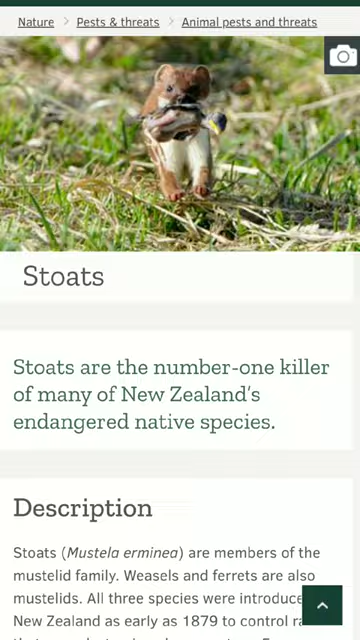 Nature > Pests & threats > Animal pests and threats
Stoats
Stoats are the number-one killer
of many of New Zealand's
endangered native species.
Description
Stoats (Mustela erminea) are members of the
mustelid family. Weasels and ferrets are also
mustelids. All three species were introduce
New Zealand as early as 1879 to control ra